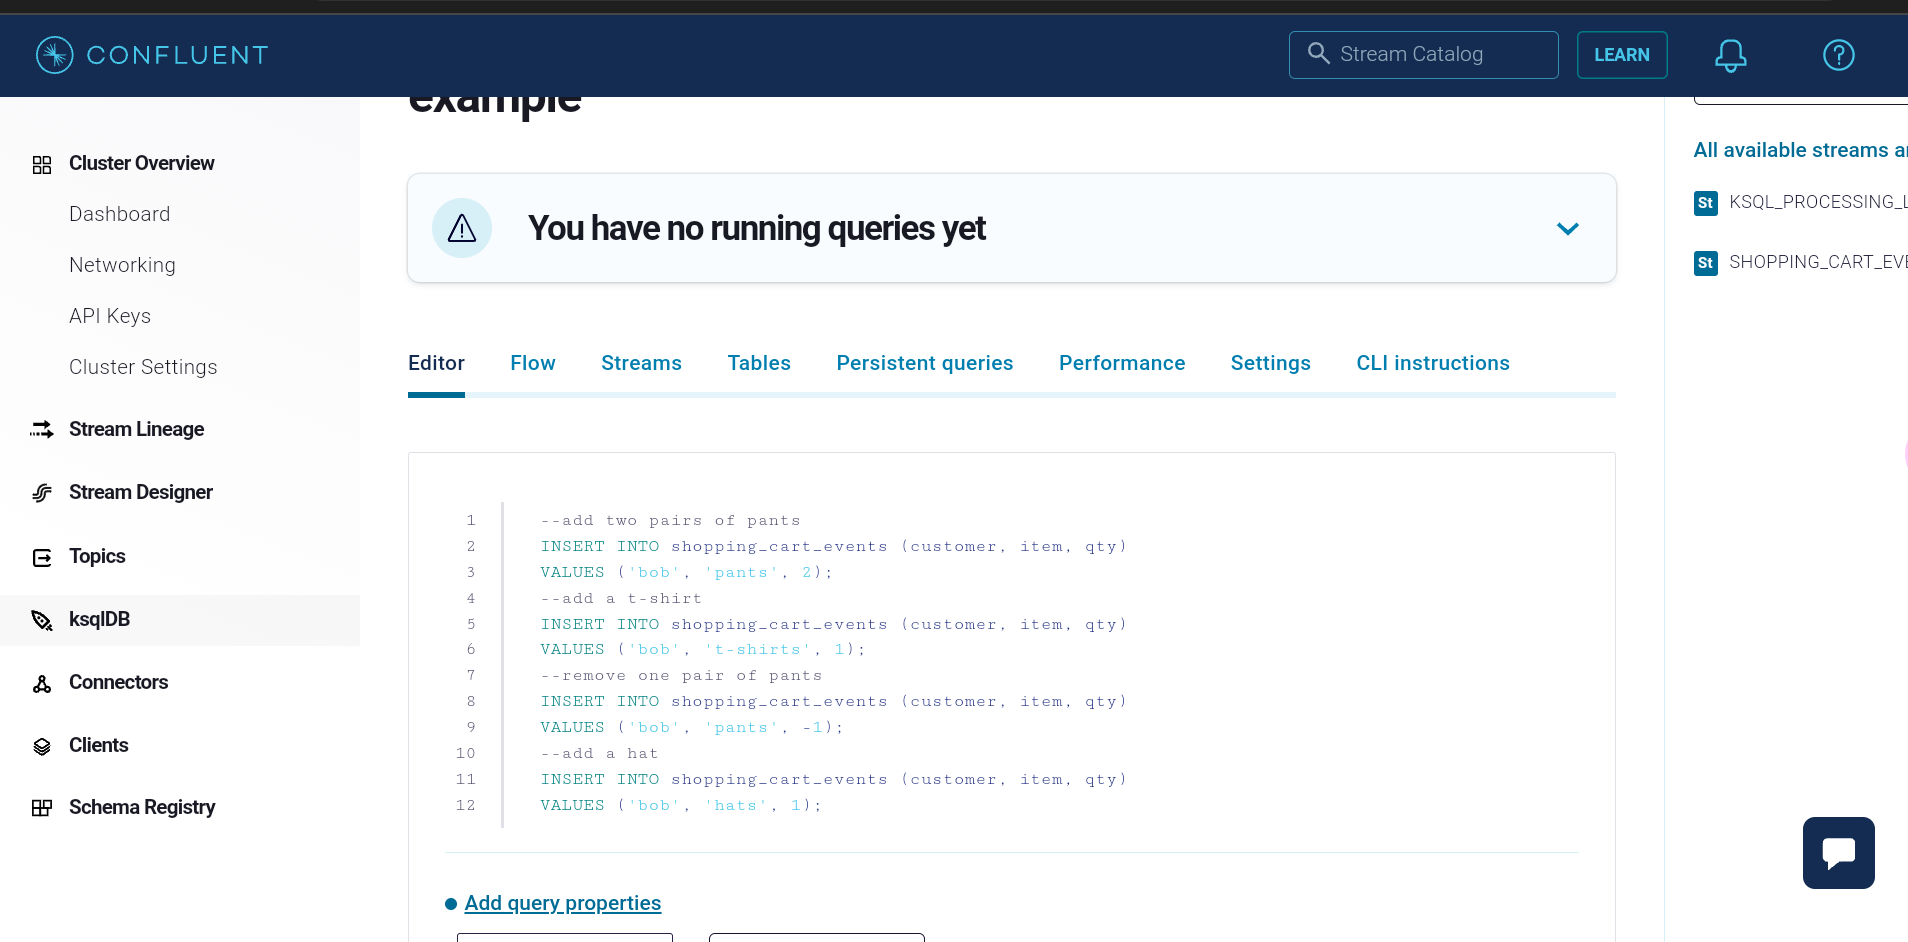 CONFLUENT
Stream Catalog
LEARN
example
Cluster Overview
Dashboard
Networking
API Keys
Cluster Settings
Stream Lineage
Stream Designer
Topics
ksqlDB
Connectors
Clients
Schema Registry
You have no running queries yet
Editor Flow Streams Tables Persistent queries Performance Settings CLI instructions
1 --add two pairs of pants
2 INSERT INTO shopping_cart_events (customer, item, qty)
3 VALUES ('bob', 'pants', 2);
4 --add a t-shirt
5 INSERT INTO shopping_cart_events (customer, item, qty)
6 VALUES ('bob', 't-shirts', 1);
7 --remove one pair of pants
8 INSERT INTO shopping_cart_events (customer, item, qty)
9 VALUES ('bob', 'pants', -1);
10 --add a hat
11 INSERT INTO shopping_cart_events (customer, item, qty)
12 VALUES ('bob', 'hats', 1);
Add query properties
All available streams
St KSQL_PROCESSING_
St SHOPPING_CART_EV